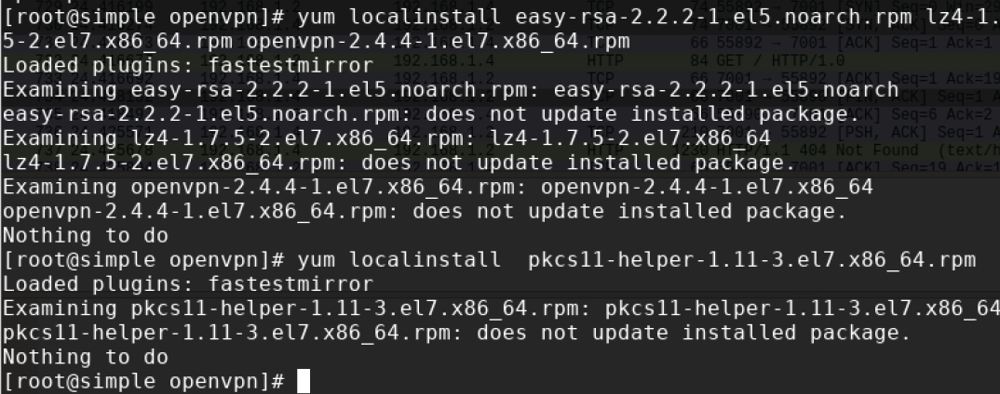 [root@simple openvpn]# yum localinstall easy-rsa-2.2.2-1.el5.noarch.rpm lz4-1.
5-2.el7.x86_64.rpm openvpn-2.4.4-1.el7.x86_64.rpm
Loaded plugins: fastestmirror
Examining easy-rsa-2.2.2-1.el5.noarch.rpm: easy-rsa-2.2.2-1.el5.noarch
easy-rsa-2.2.2-1.el5.noarch.rpm: does not update installed package.
Examining lz4-1.7.5-2.el7.x86_64.rpm: lz4-1.7.5-2.el7.x86_64
lz4-1.7.5-2.el7.x86_64.rpm: does not update installed package.
Examining openvpn-2.4.4-1.el7.x86_64.rpm: openvpn-2.4.4-1.el7.x86_64
openvpn-2.4.4-1.el7.x86_64.rpm: does not update installed package.
Nothing to do
[root@simple openvpn]# yum localinstall  pkcs11-helper-1.11-3.el7.x86_64.rpm
Loaded plugins: fastestmirror
Examining pkcs11-helper-1.11-3.el7.x86_64.rpm: pkcs11-helper-1.11-3.el7.x86_64
pkcs11-helper-1.11-3.el7.x86_64.rpm: does not update installed package.
Nothing to do
[root@simple openvpn]#